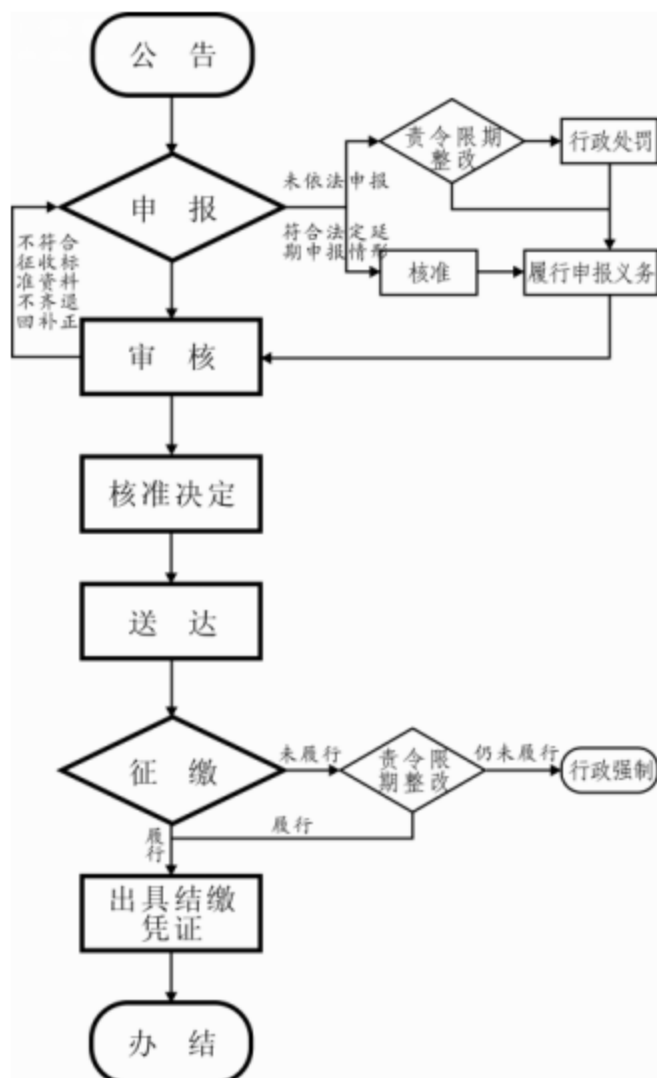 公 告
责令限期
整改
行政处罚
未依法申报
申 报
符合法定延
期申报情形
不符合
征收标
准资料
不齐退
回补正
核准
履行申报义务
审 核
核准决定
送 达
征 缴
未履行
责令限
期整改
仍未履行
行政强制
履行
履行
出具结缴
凭证
办 结